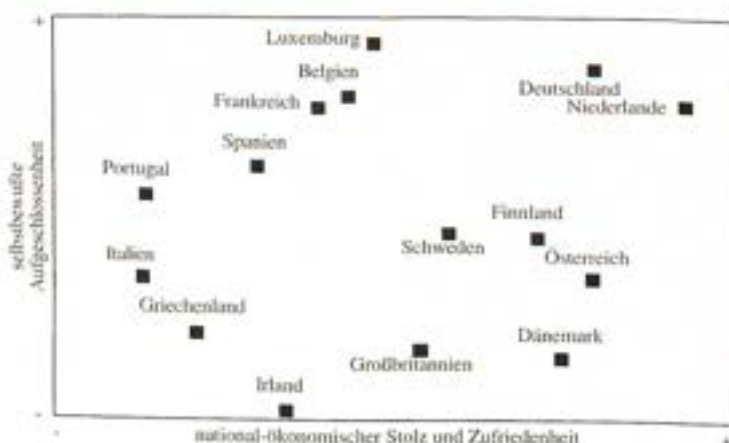 +
Luxemburg
Belgien
Deutschland
Frankreich
Niederlande
Spanien
Portugal
selbstbewußte
Aufgeschlossenheit
Finnland
Schweden
Italien
Österreich
Griechenland
Dänemark
Großbritannien
Irland
-
- national-ökonomischer Stolz und Zufriedenheit +